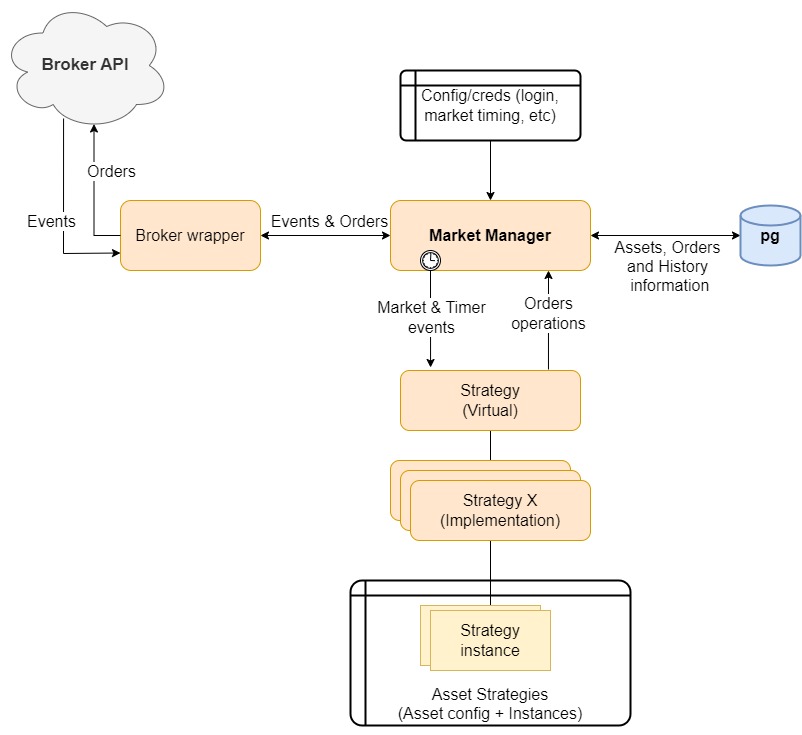 Broker API
Config/creds (login,
market timing, etc)
Orders
Events
Broker wrapper
Events & Orders
Market Manager
pg
Assets, Orders
and History
information
Market & Timer
events
Orders
operations
Strategy
(Virtual)
Strategy X
(Implementation)
Strategy
instance
Asset Strategies
(Asset config + Instances)